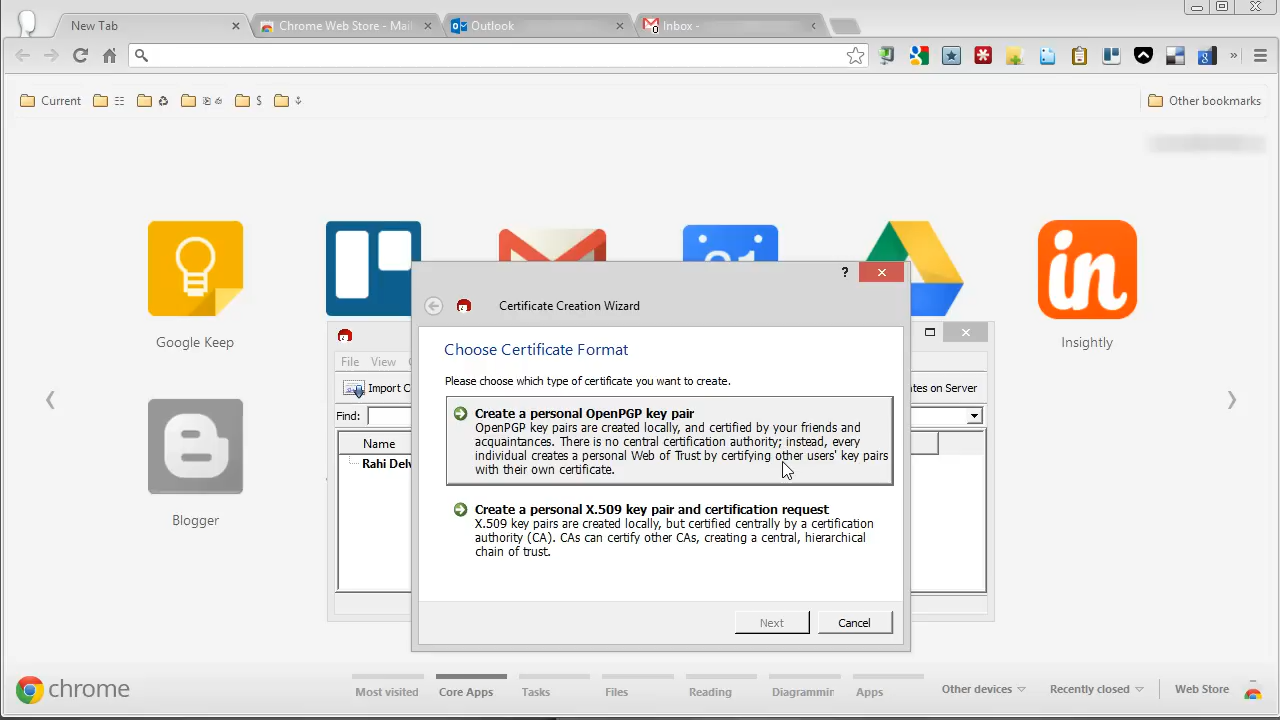 New Tab
Chrome Web Store - Mail
Outlook
0
Inbox -
Current
S
Other bookmarks
in
Google Keep
Insightly
Blogger
File View
Import C
Find:
Name
Rahi Delv
ates on Server
?
Certificate Creation Wizard
Choose Certificate Format
Please choose which type of certificate you want to create.
Create a personal OpenPGP key pair
OpenPGP key pairs are created locally, and certified by your friends and
acquaintances. There is no central certification authority; instead, every
individual creates a personal Web of Trust by certifying other users' key pairs
with their own certificate.
Create a personal X.509 key pair and certification request
X.509 key pairs are created locally, but certified centrally by a certification
authority (CA). CAs can certify other CAs, creating a central, hierarchical
chain of trust.
Next
Cancel
chrome
Most visited
Core Apps
Tasks
Files
Reading
Diagrammin
Apps
Other devices
Recently closed
Web Store